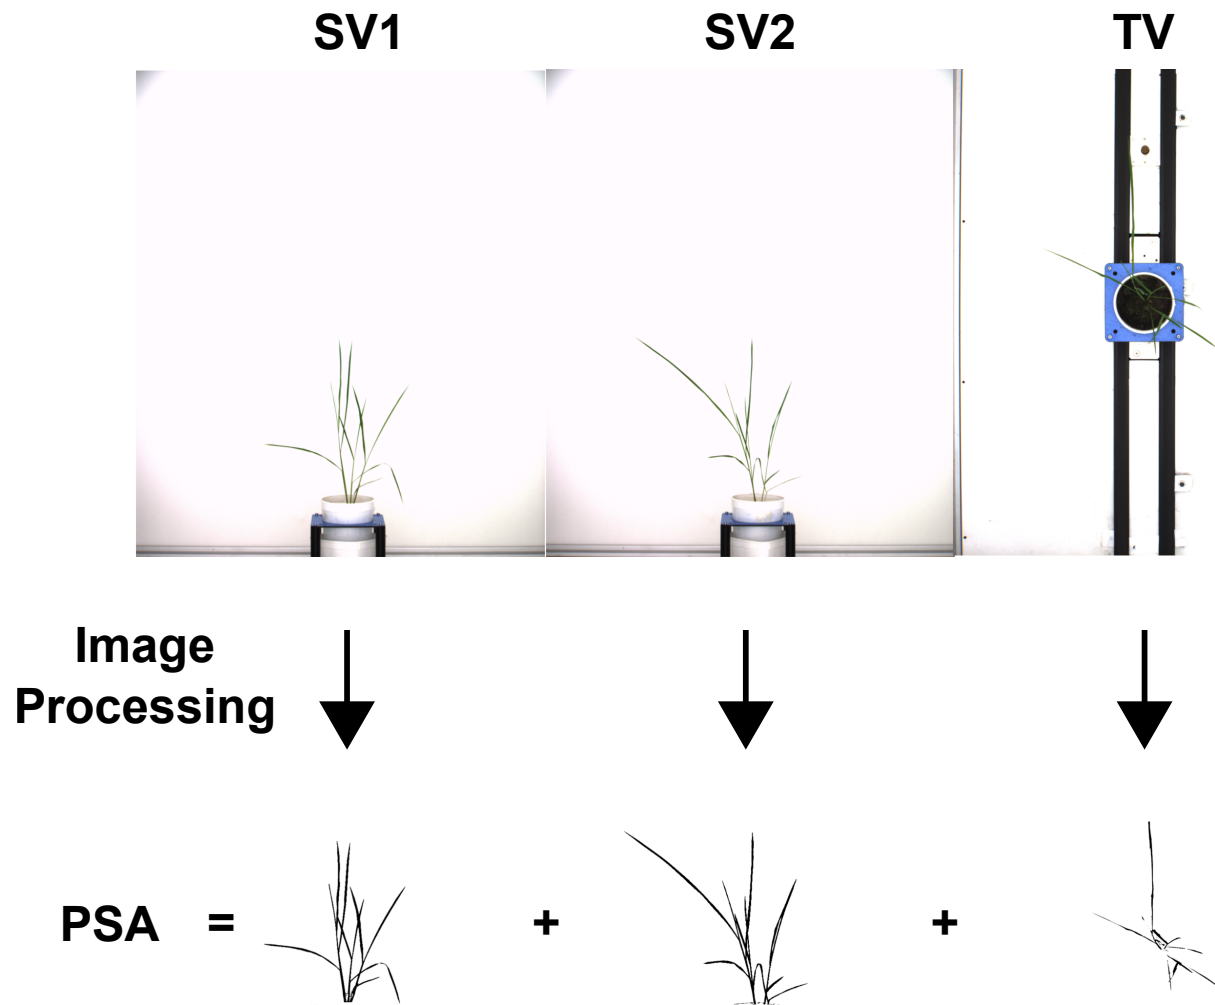 SV1 SV2 TV
Image
Processing
PSA = + +